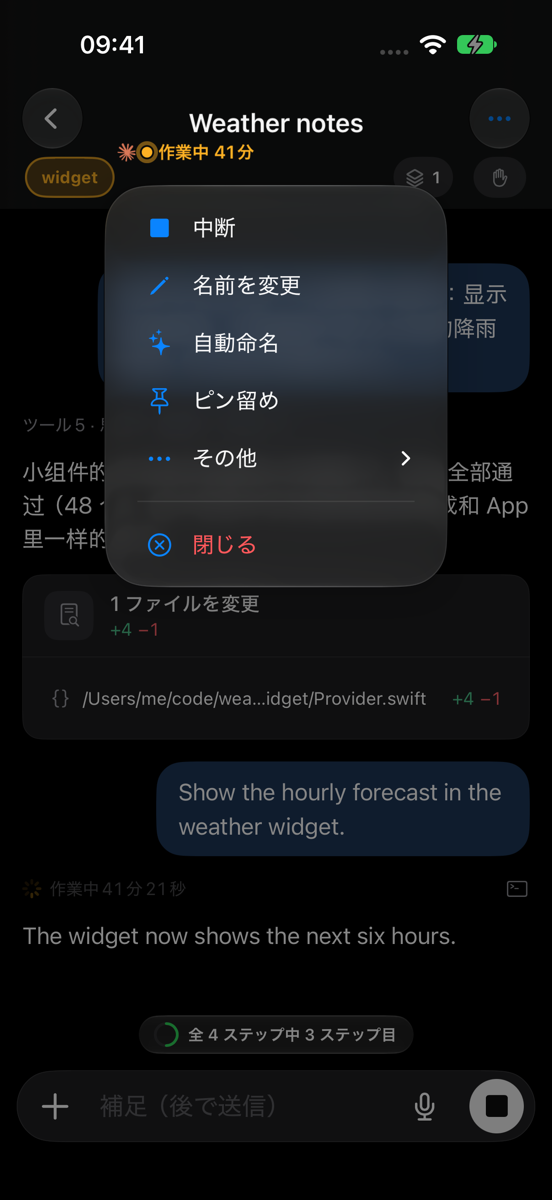 09:41
Weather notes
作業中 41分
widget
1
中断
名前を変更
自動命名
ピン留め
その他
閉じる
：显示
降雨
ツール 5 ·
小组件的
全部通
过（48
成和 App
里一样的
1 ファイルを変更
+4 −1
{} /Users/me/code/wea...idget/Provider.swift +4 −1
Show the hourly forecast in the
weather widget.
作業中 41 分 21 秒
The widget now shows the next six hours.
全 4 ステップ中 3 ステップ目
補足（後で送信）